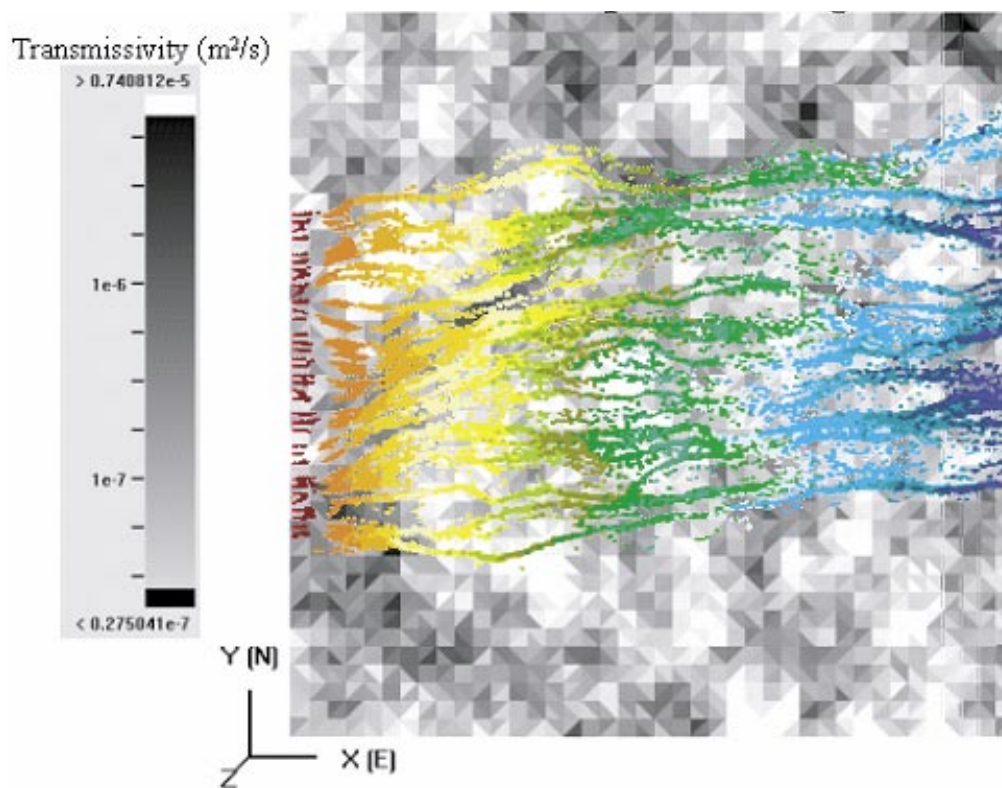 Transmissivity (m²/s)
> 0.740812e-5
1e-6
1e-7
< 0.275041e-7
Y (N)
X (E)
Z